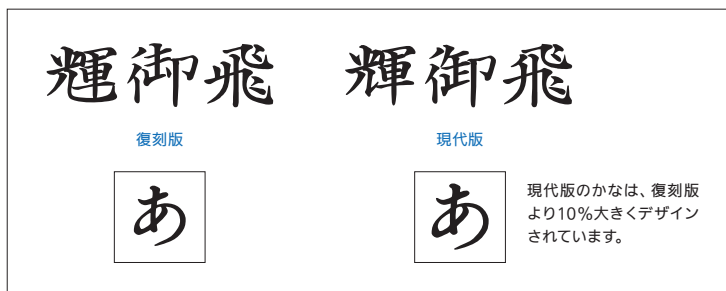 輝御飛
輝御飛
復刻版
現代版
あ
あ
現代版のかなは、復刻版
より10%大きくデザイン
されています。